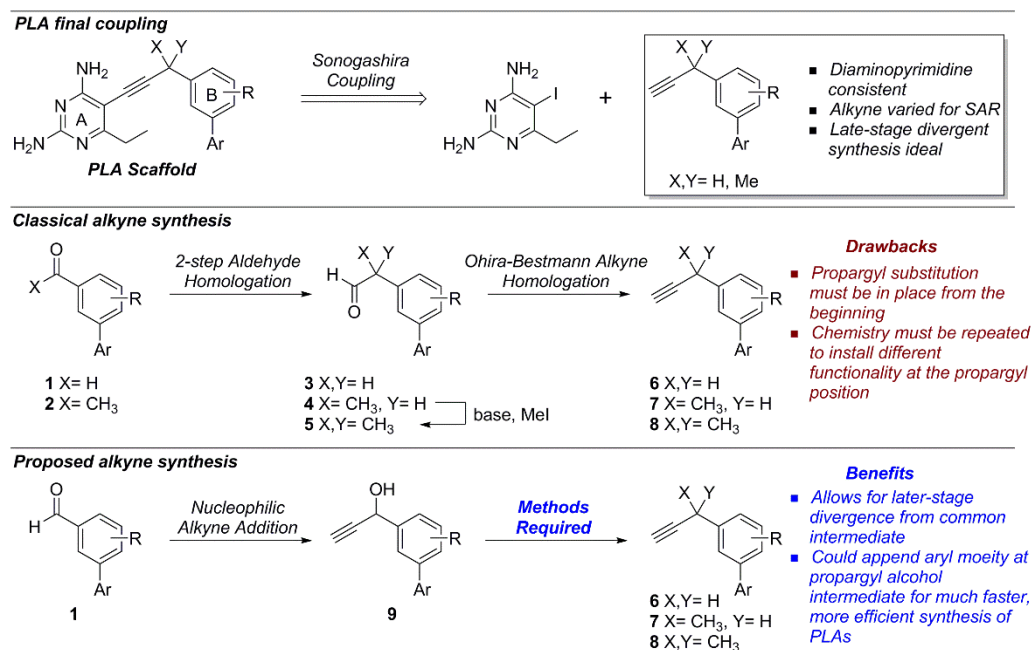 PLA final coupling
X Y
NH2
N
A
H2N
N
B
R
Ar
PLA Scaffold
Sonogashira
Coupling
NH2
N
I
H2N
N
+
X Y
R
Ar
X,Y= H, Me
■ Diaminopyrimidine
consistent
■ Alkyne varied for SAR
■ Late-stage divergent
synthesis ideal
Classical alkyne synthesis
O
X
R
Ar
1 X= H
2 X= CH3
2-step Aldehyde
Homologation
X Y
H
O
R
Ar
3 X,Y= H
4 X= CH3, Y= H
5 X,Y= CH3
base, MeI
Ohira-Bestmann Alkyne
Homologation
X Y
R
Ar
6 X,Y= H
7 X= CH3, Y= H
8 X,Y= CH3
Drawbacks
■ Propargyl substitution
must be in place from the
beginning
■ Chemistry must be repeated
to install different
functionality at the propargyl
position
Proposed alkyne synthesis
O
H
R
Ar
1
Nucleophilic
Alkyne Addition
OH
R
Ar
9
Methods
Required
X Y
R
Ar
6 X,Y= H
7 X= CH3, Y= H
8 X,Y= CH3
Benefits
■ Allows for later-stage
divergence from common
intermediate
■ Could append aryl moeity at
propargyl alcohol
intermediate for much faster,
more efficient synthesis of
PLAs